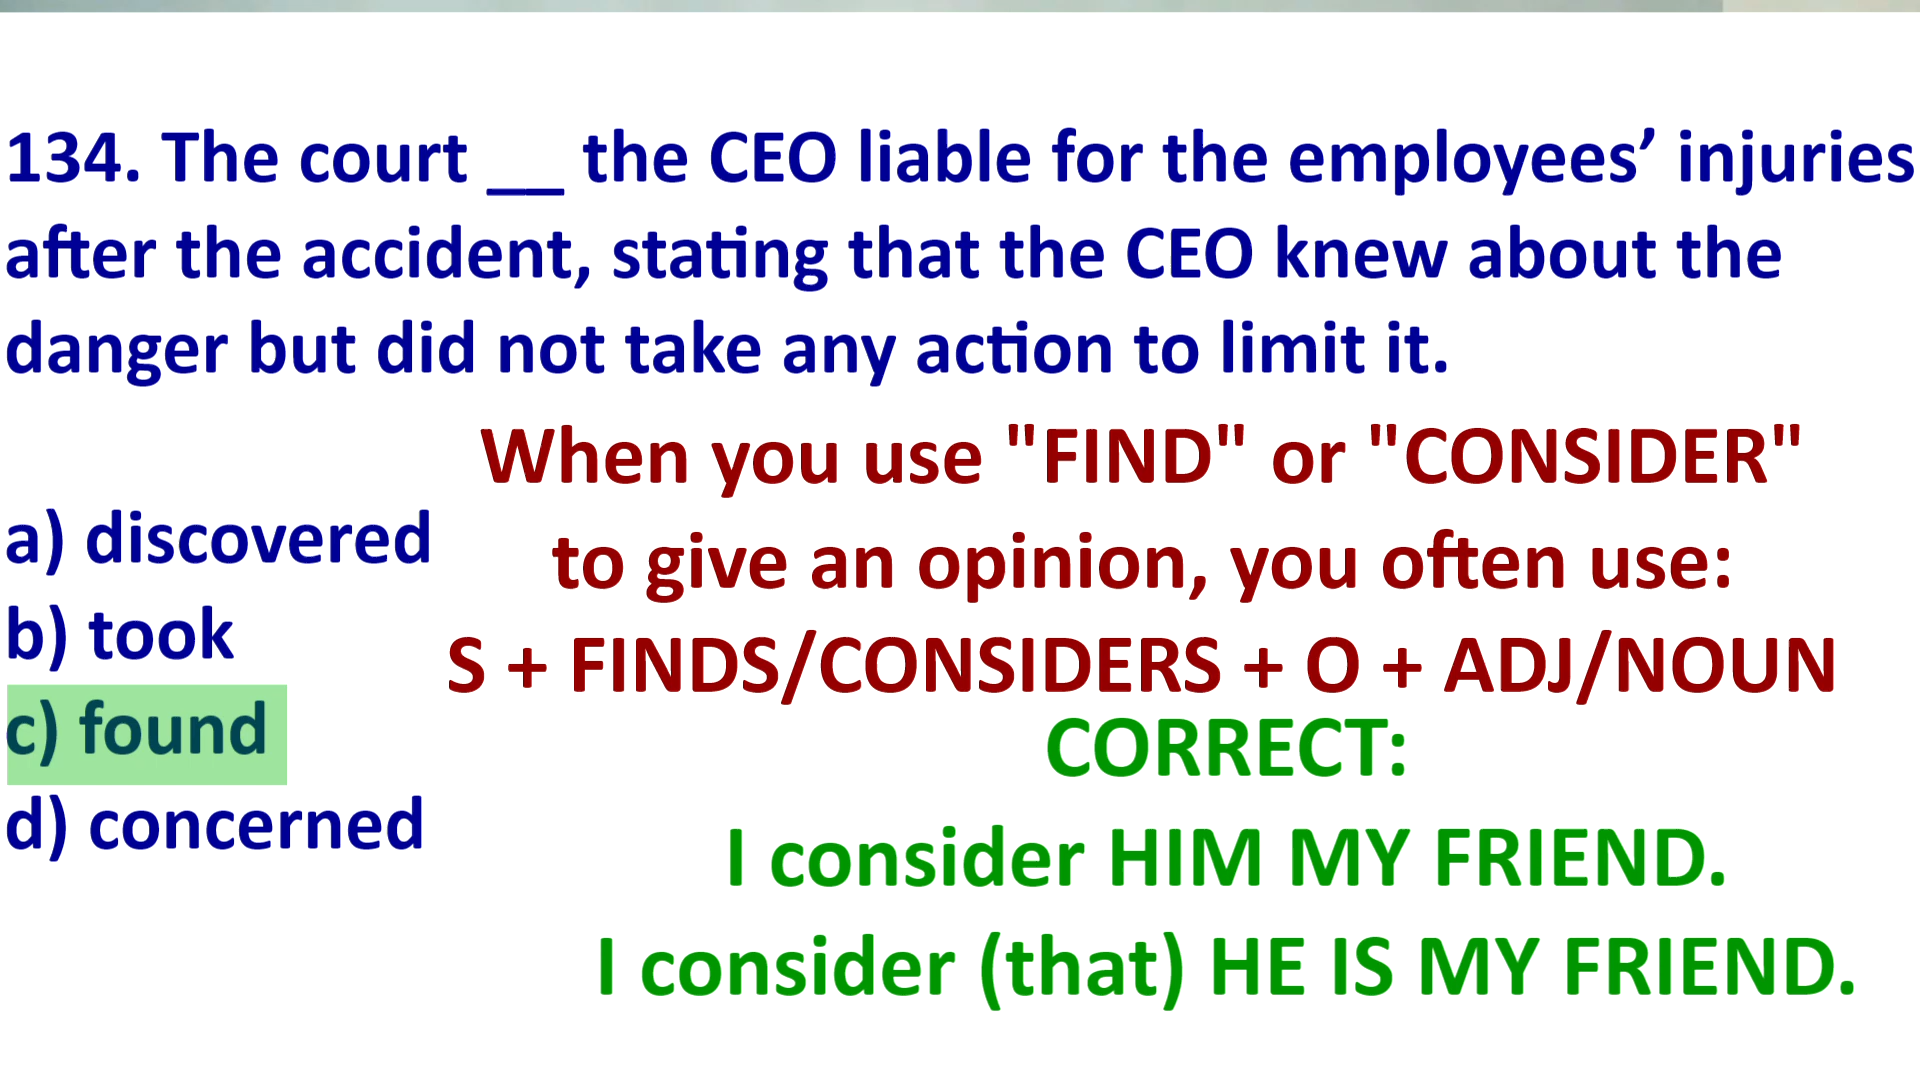 134. The court __ the CEO liable for the employees’ injuries
after the accident, stating that the CEO knew about the
danger but did not take any action to limit it.
When you use "FIND" or "CONSIDER"
to give an opinion, you often use:
S + FINDS/CONSIDERS + O + ADJ/NOUN
a) discovered
b) took
c) found
d) concerned
CORRECT:
I consider HIM MY FRIEND.
I consider (that) HE IS MY FRIEND.